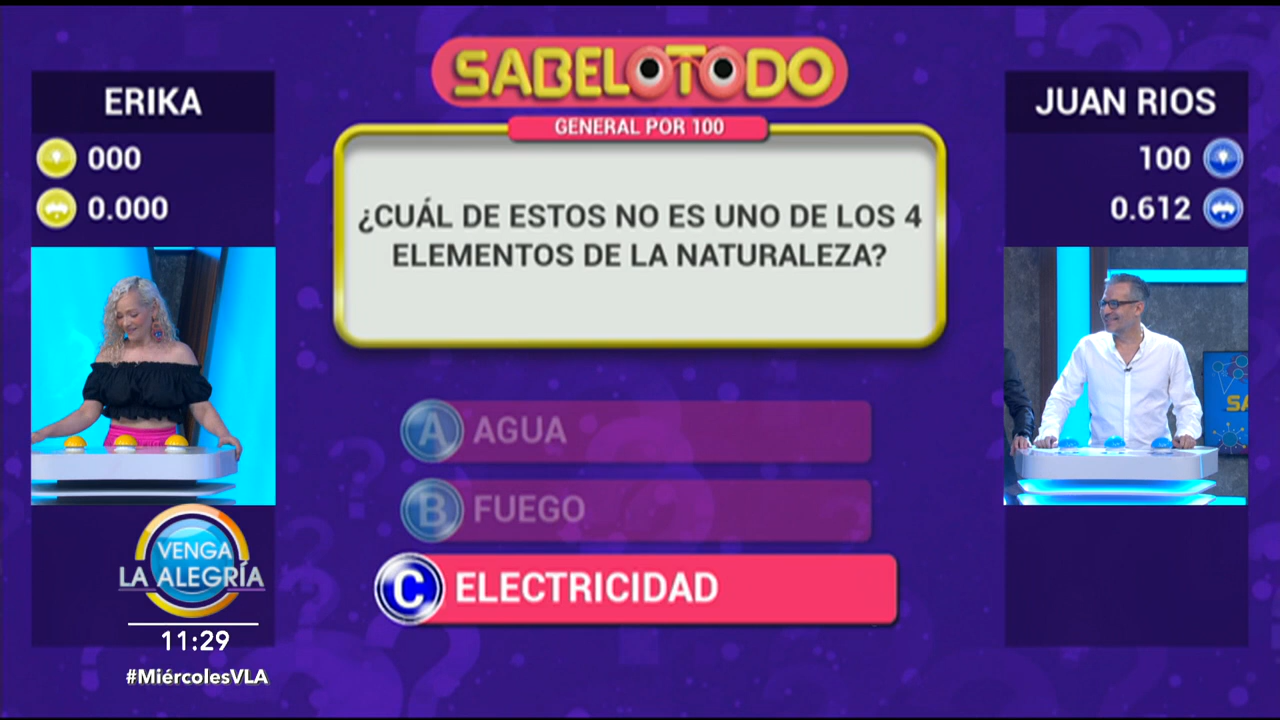 SABELOTODO
GENERAL POR 100
ERIKA
000
0.000
JUAN RIOS
100
0.612
¿CUÁL DE ESTOS NO ES UNO DE LOS 4
ELEMENTOS DE LA NATURALEZA?
A AGUA
B FUEGO
C ELECTRICIDAD
SA
VENGA
LA ALEGRÍA
11:29
#MiércolesVLA